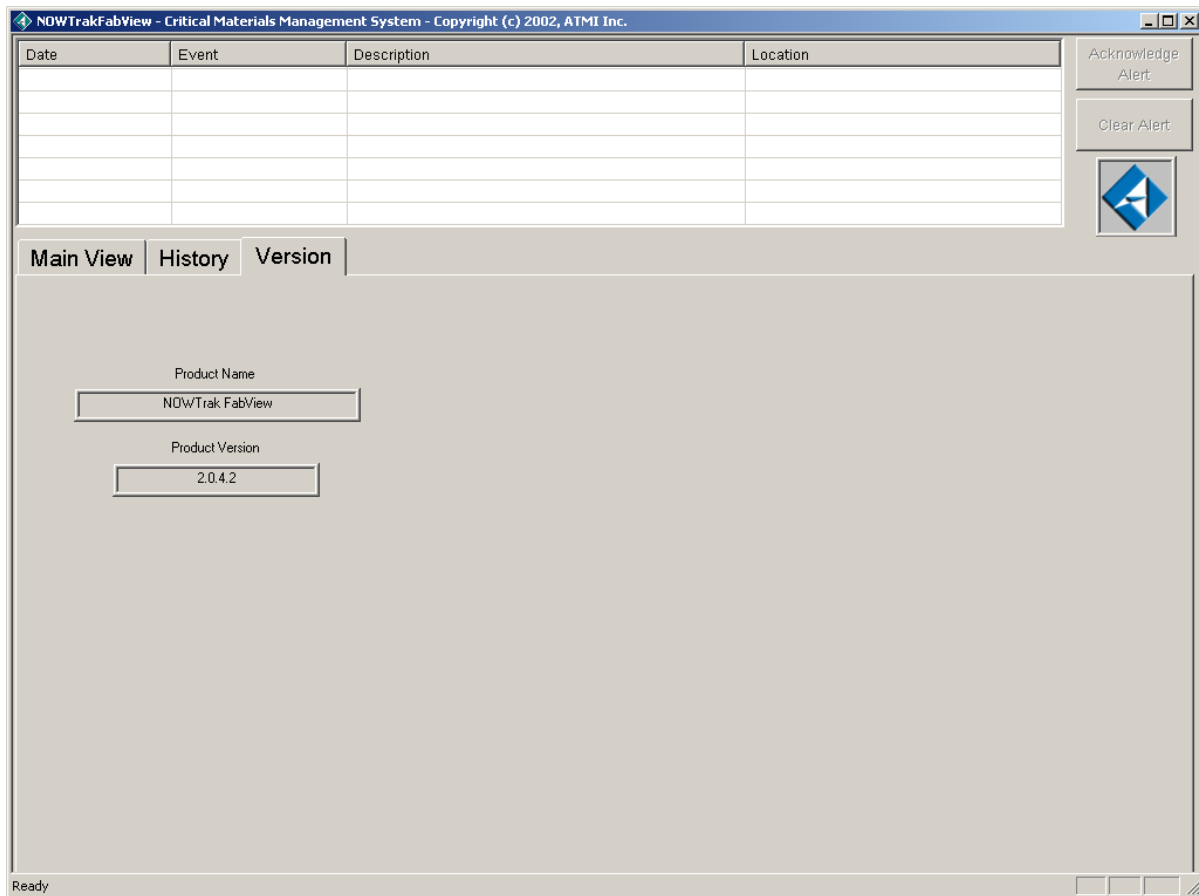 NOWTrakFabView - Critical Materials Management System - Copyright (c) 2002, ATMI Inc.
Date Event Description Location
Acknowledge
Alert
Clear Alert
Main View History Version
Product Name
NOWTrak FabView
Product Version
2.0.4.2
Ready